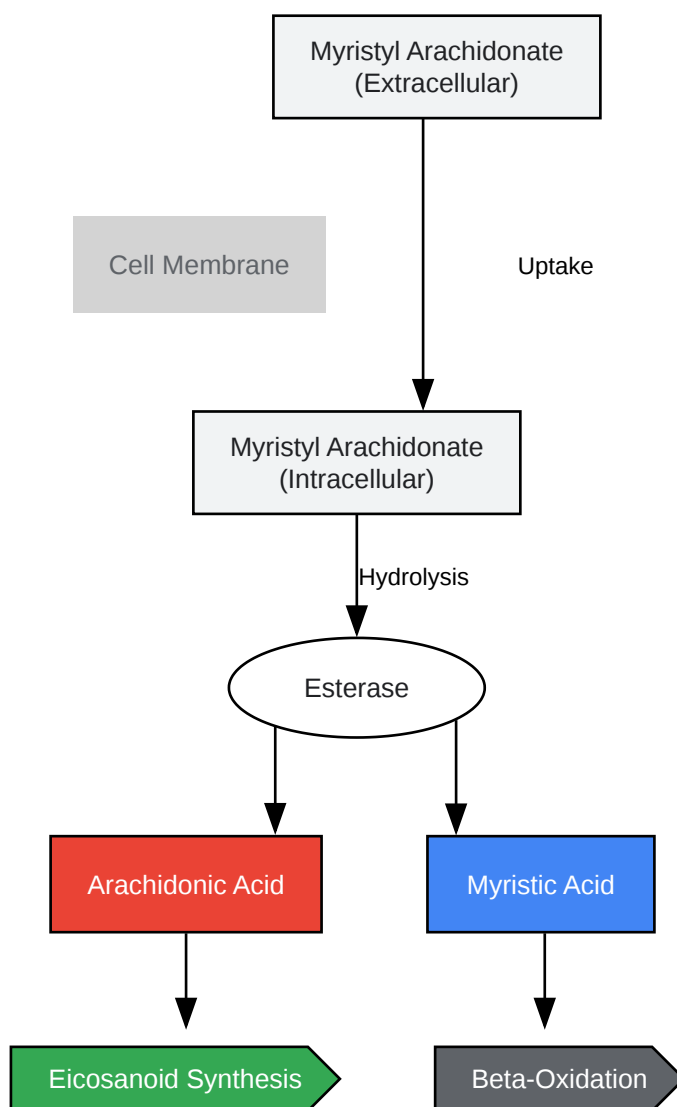 Myristyl Arachidonate
(Extracellular)
Cell Membrane
Uptake
Myristyl Arachidonate
(Intracellular)
Hydrolysis
Esterase
Arachidonic Acid
Myristic Acid
Eicosanoid Synthesis
Beta-Oxidation